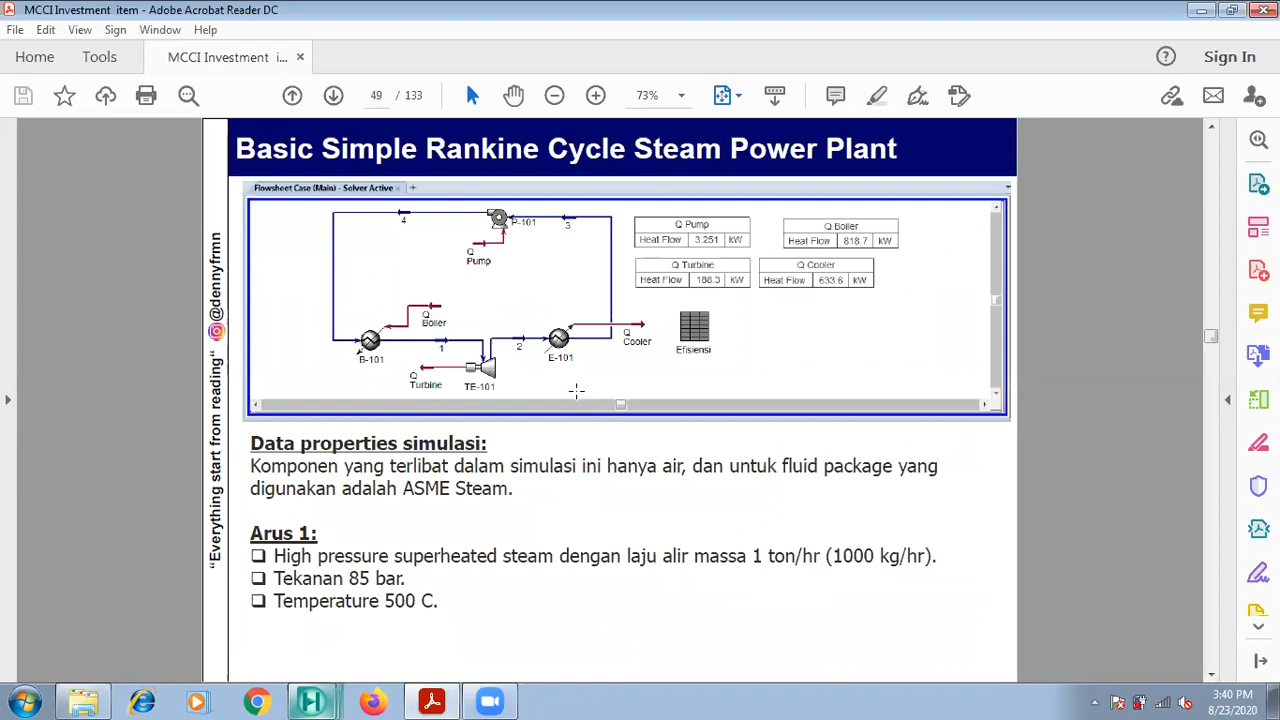 MCCI Investment item - Adobe Acrobat Reader DC
File Edit View Sign Window Help
Home Tools MCCI Investment i... × Sign In
49 / 133 73%
Basic Simple Rankine Cycle Steam Power Plant
Flowsheet Case (Main) - Solver Active × +
4
P-101
3
Q
Pump
Q Pump
Heat Flow 3.251 kW
Q Boiler
Heat Flow 818.7 kW
Q Turbine
Heat Flow 188.3 kW
Q Cooler
Heat Flow 633.6 kW
Q
Boiler
B-101
1
2
E-101
Q
Cooler
Efisiensi
Q
Turbine
TE-101
"Everything start from reading" @dennyfrmn
Data properties simulasi:
Komponen yang terlibat dalam simulasi ini hanya air, dan untuk fluid package yang
digunakan adalah ASME Steam.
Arus 1:
❑ High pressure superheated steam dengan laju alir massa 1 ton/hr (1000 kg/hr).
❑ Tekanan 85 bar.
❑ Temperature 500 C.
3:40 PM
8/23/2020